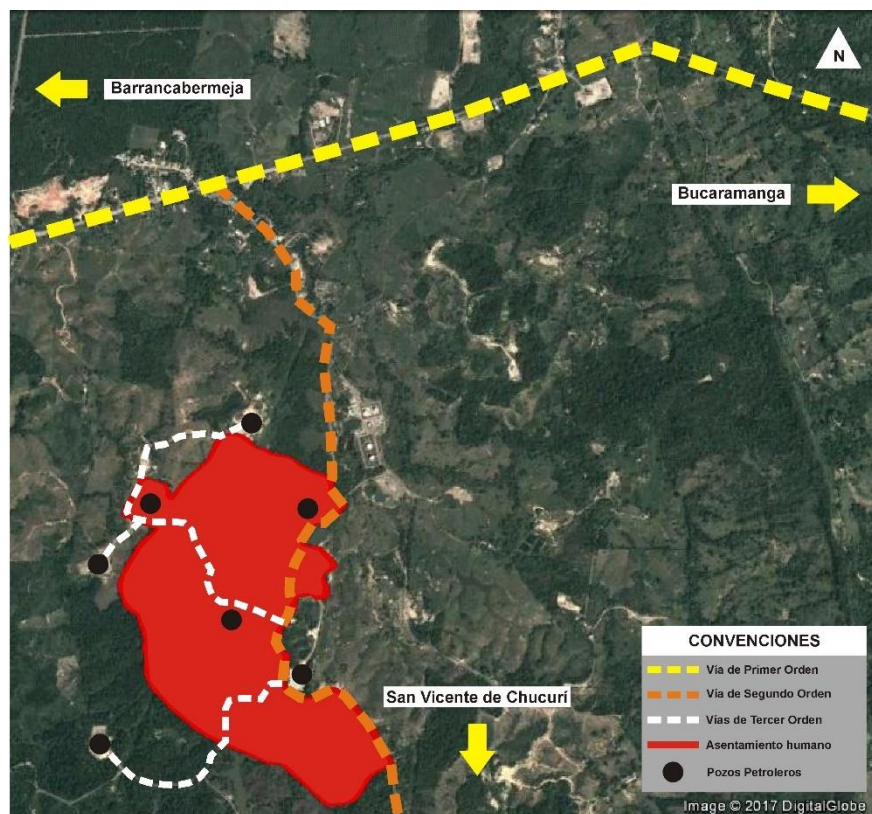 N
Barrancabermeja
Bucaramanga
San Vicente de Chucurí
CONVENCIONES
Vía de Primer Orden
Vía de Segundo Orden
Vías de Tercer Orden
Asentamiento humano
Pozos Petroleros
Image © 2017 DigitalGlobe